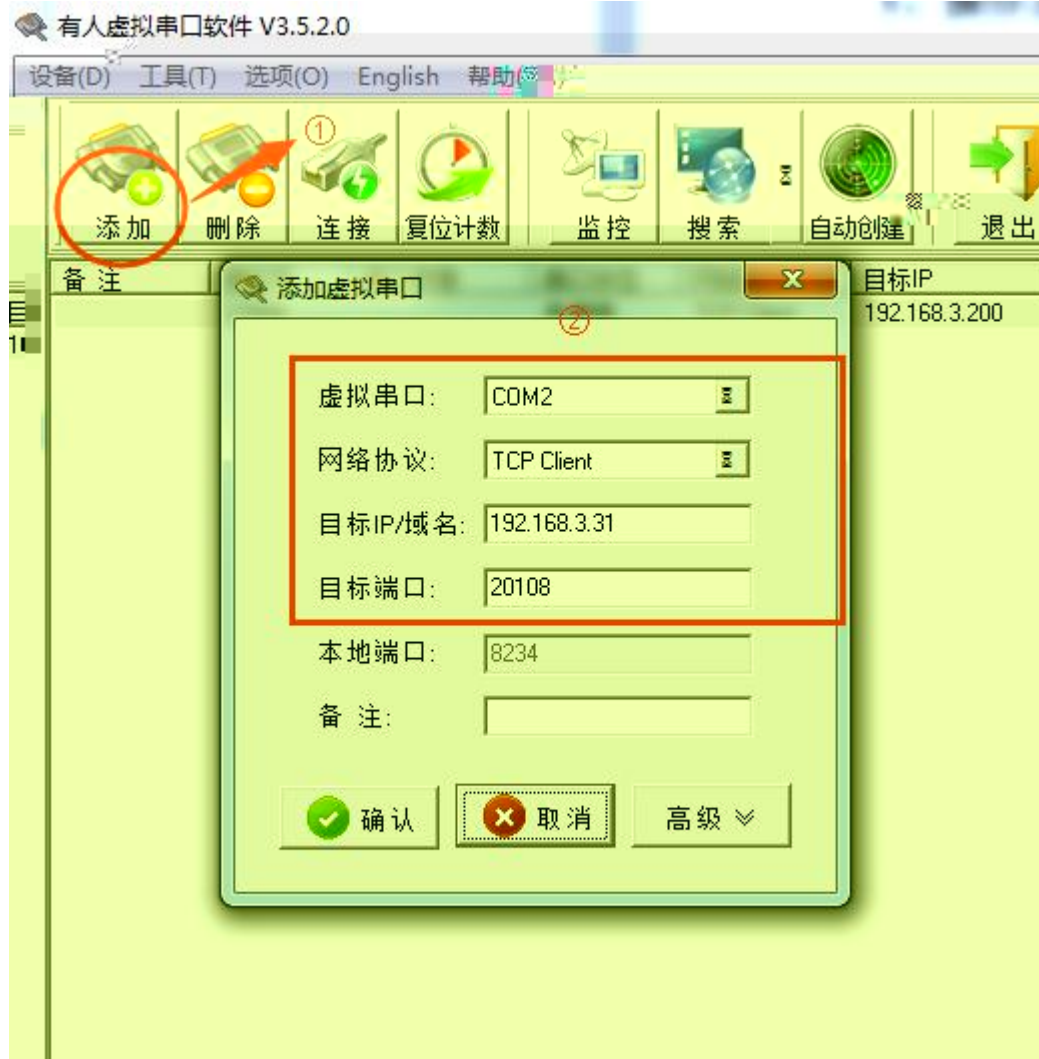 有人虚拟串口软件 V3.5.2.0
设备(D) 工具(T) 选项(O) English 帮助(
①
添加 删除 连接 复位计数 监控 搜索 自动创建 退出
备注 目标IP
添加虚拟串口
192.168.3.200
②
虚拟串口: COM2
网络协议: TCP Client
目标IP/域名: 192.168.3.31
目标端口: 20108
本地端口: 8234
备 注:
确认 取消 高级